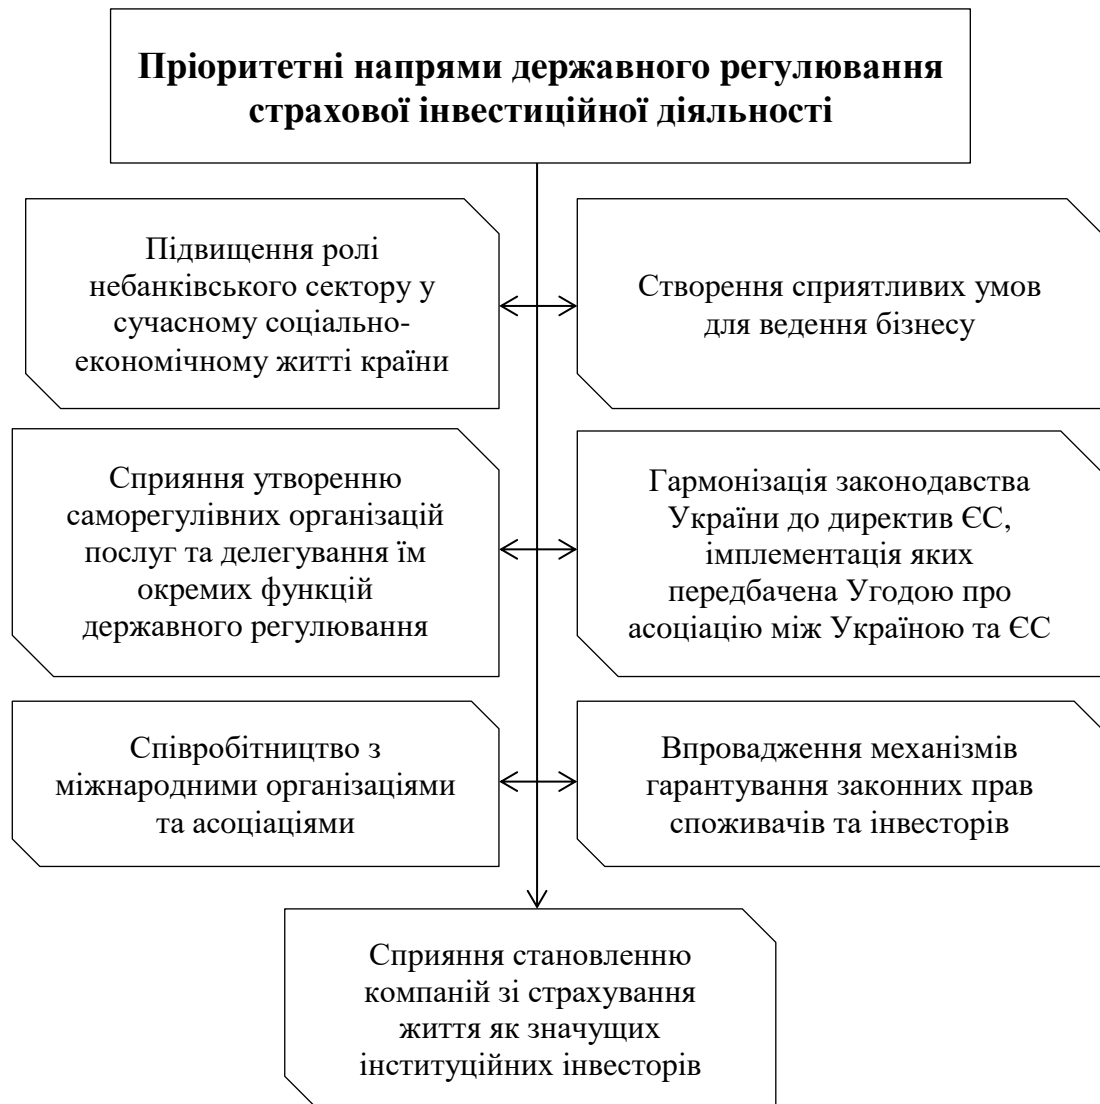 Пріоритетні напрями державного регулювання
страхової інвестиційної діяльності
Підвищення ролі
небанківського сектору у
сучасному соціально-
економічному житті країни
Створення сприятливих умов
для ведення бізнесу
Сприяння утворенню
саморегулівних організацій
послуг та делегування їм
окремих функцій
державного регулювання
Гармонізація законодавства
України до директив ЄС,
імплементація яких
передбачена Угодою про
асоціацію між Україною та ЄС
Співробітництво з
міжнародними організаціями
та асоціаціями
Впровадження механізмів
гарантування законних прав
споживачів та інвесторів
Сприяння становленню
компаній зі страхування
життя як значущих
інституційних інвесторів